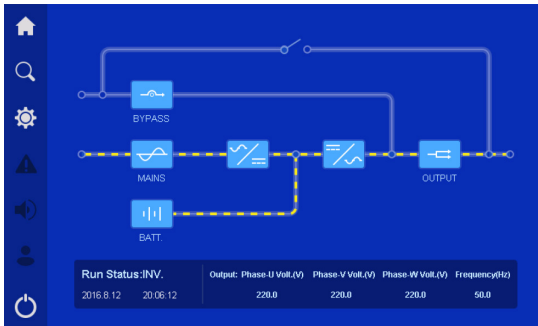 BYPASS
MAINS
OUTPUT
BATT.
Run Status:INV.
2016.8.12 20:06:12
Output: Phase-U Volt.(V) Phase-V Volt.(V) Phase-W Volt.(V) Frequency(Hz)
220.0 220.0 220.0 50.0